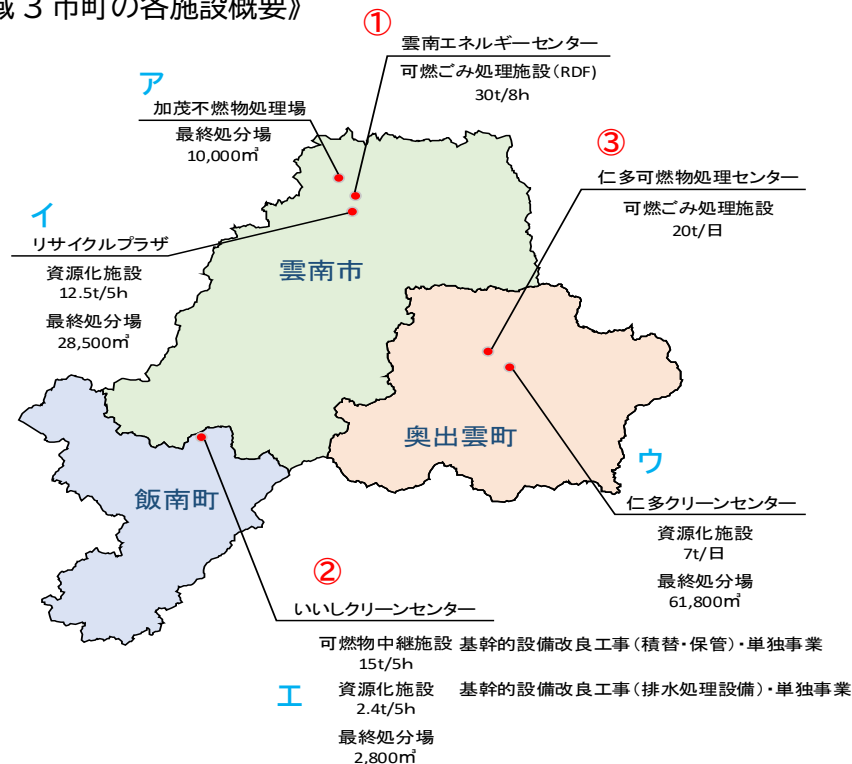 域３市町の各施設概要》
①
雲南エネルギーセンター
可燃ごみ処理施設(RDF)
30t/8h
ア
加茂不燃物処理場
最終処分場
10,000㎥
③
仁多可燃物処理センター
可燃ごみ処理施設
20t/日
イ
リサイクルプラザ
資源化施設
12.5t/5h
最終処分場
28,500㎥
雲南市
奥出雲町
飯南町
ウ
仁多クリーンセンター
資源化施設
7t/日
最終処分場
61,800㎥
②
いいしクリーンセンター
可燃物中継施設 基幹的設備改良工事(積替・保管)・単独事業
15t/5h
エ
資源化施設 基幹的設備改良工事(排水処理設備)・単独事業
2.4t/5h
最終処分場
2,800㎥